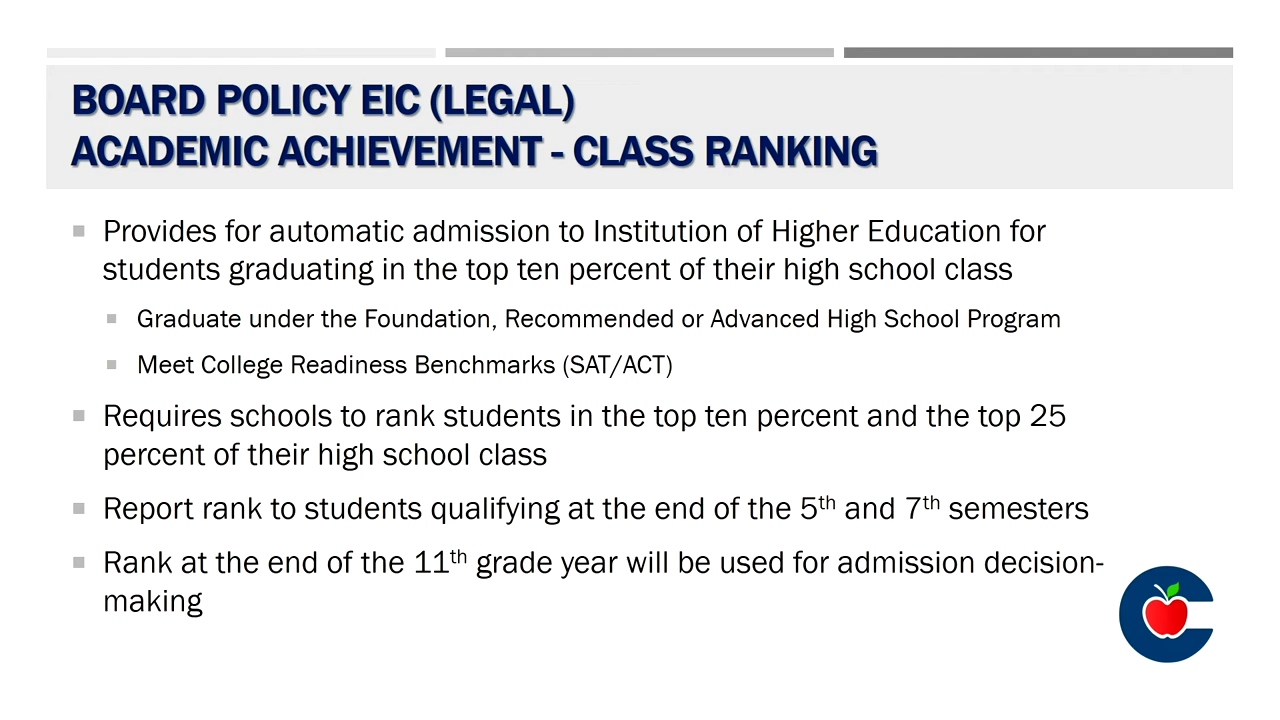 BOARD POLICY EIC (LEGAL)
ACADEMIC ACHIEVEMENT - CLASS RANKING
Provides for automatic admission to Institution of Higher Education for
students graduating in the top ten percent of their high school class
Graduate under the Foundation, Recommended or Advanced High School Program
Meet College Readiness Benchmarks (SAT/ACT)
Requires schools to rank students in the top ten percent and the top 25
percent of their high school class
Report rank to students qualifying at the end of the 5th and 7th semesters
Rank at the end of the 11th grade year will be used for admission decision-
making